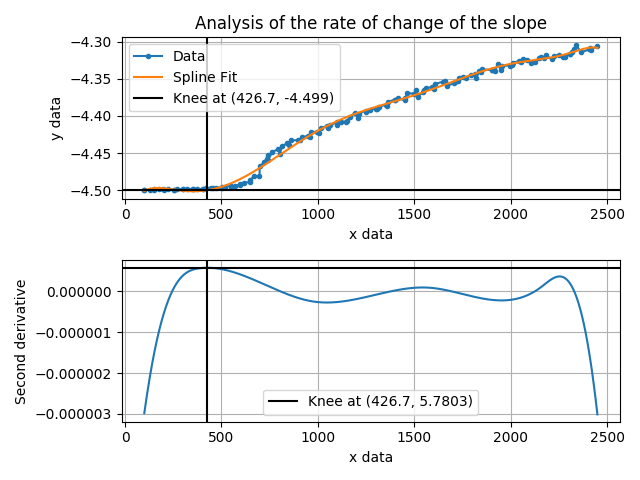 Analysis of the rate of change of the slope
−4.30
−4.35
−4.40
−4.45
−4.50
y data
Data
Spline Fit
Knee at (426.7, -4.499)
0
500
1000
1500
2000
2500
x data
0.000000
−0.000001
−0.000002
−0.000003
Second derivative
Knee at (426.7, 5.7803)
0
500
1000
1500
2000
2500
x data